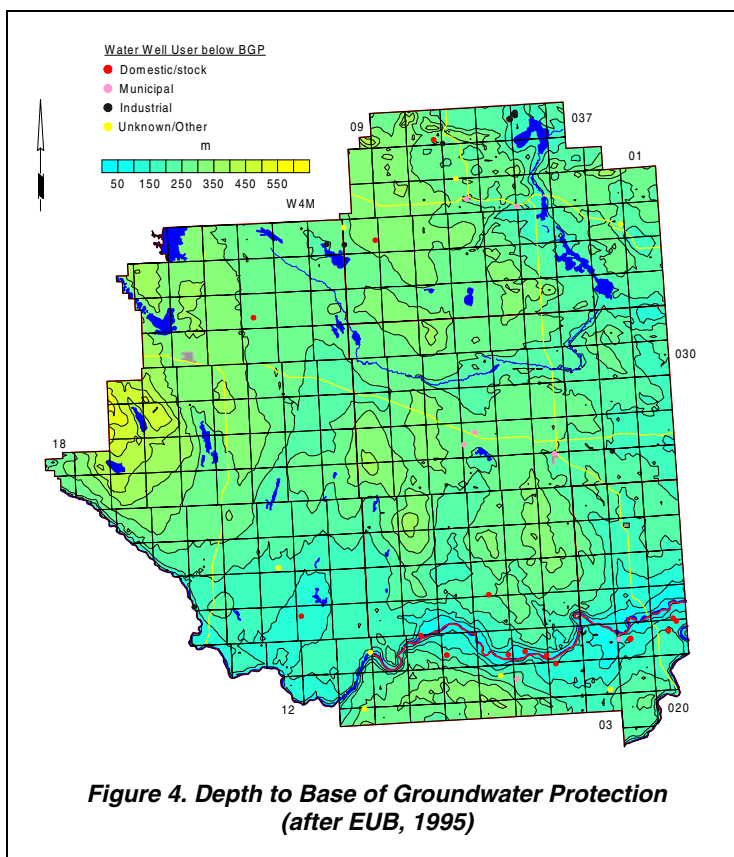 Water Well User below BGP
Domestic/stock
Municipal
Industrial
Unknown/Other
m
50 150 250 350 450 550
W4M
09
037
01
030
18
12
03
020
Figure 4. Depth to Base of Groundwater Protection
(after EUB, 1995)